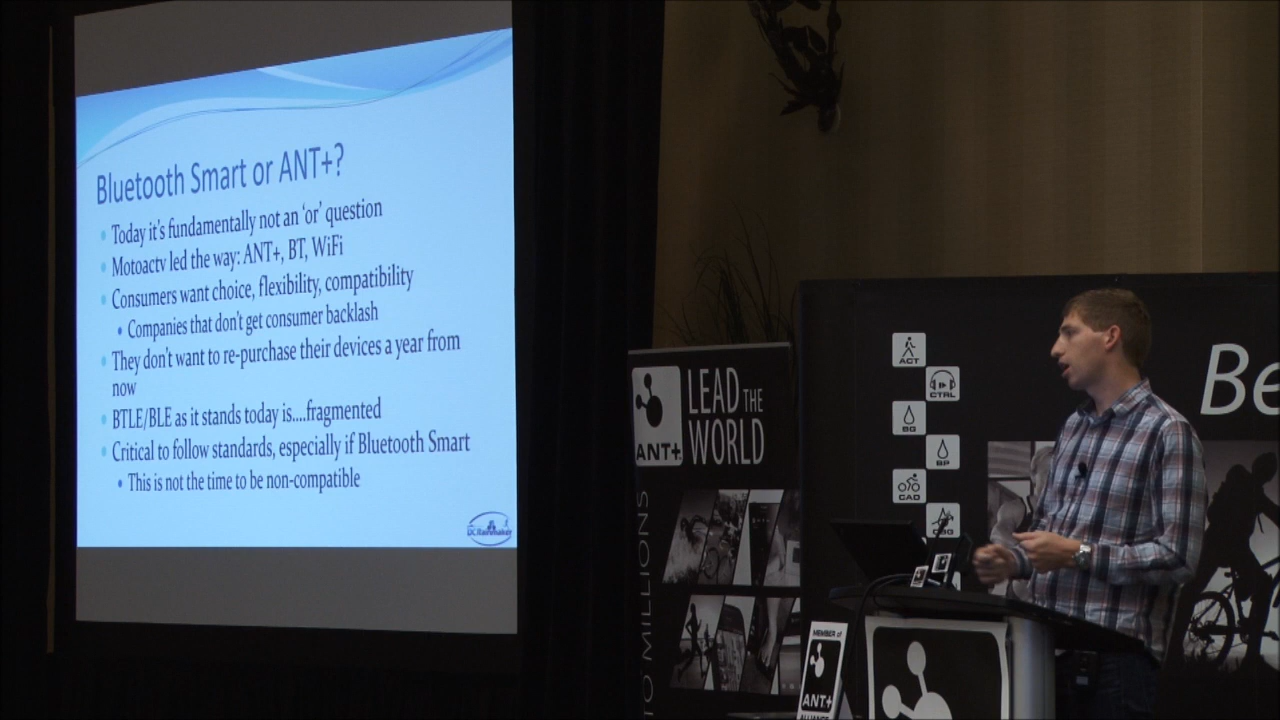 Bluetooth Smart or ANT+?
Today it's fundamentally not an 'or' question
Motoactv led the way: ANT+, BT, WiFi
Consumers want choice, flexibility, compatibility
Companies that don't get consumer backlash
They don't want to re-purchase their devices a year from
now
BTLE/BLE as it stands today is....fragmented
Critical to follow standards, especially if Bluetooth Smart
This is not the time to be non-compatible
DCRainmaker
ANT+
LEAD THE
WORLD
TO MILLIONS
ACT
CTRL
BG
BP
CAD
Be
MEMBER of
ANT+
ALLIANCE